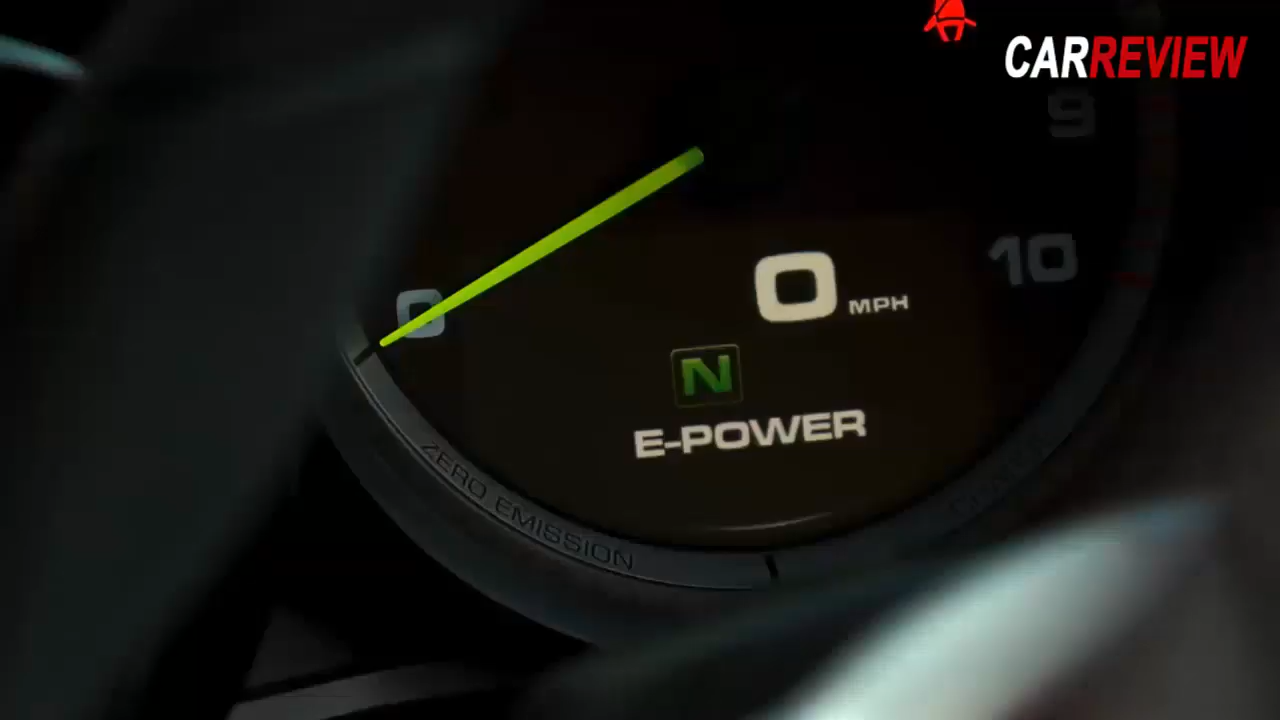 CARREVIEW
9
10
0
0 MPH
N
E-POWER
ZERO EMISSION